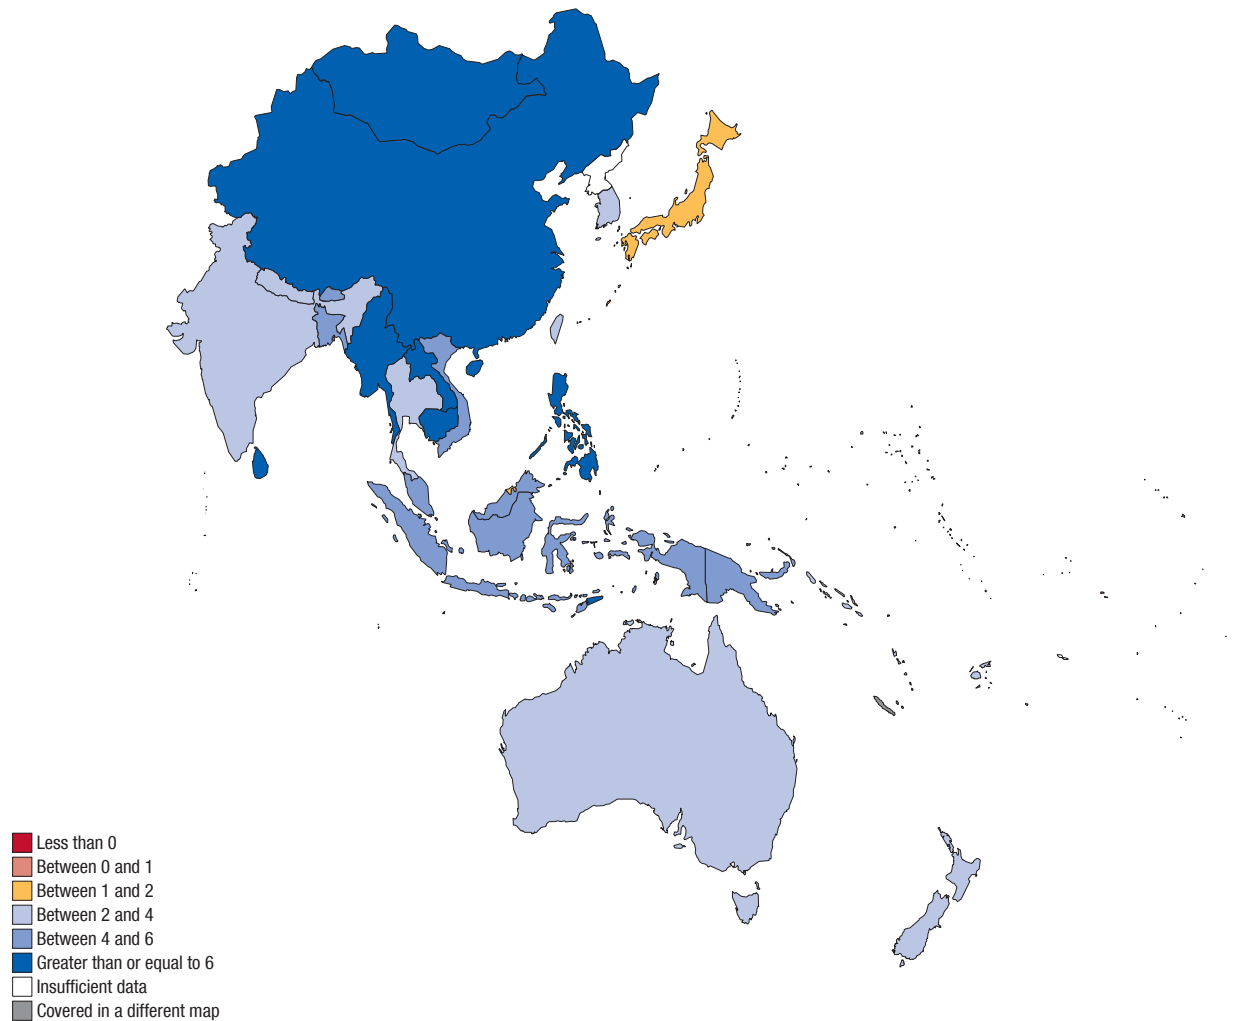 Less than 0
Between 0 and 1
Between 1 and 2
Between 2 and 4
Between 4 and 6
Greater than or equal to 6
Insufficient data
Covered in a different map